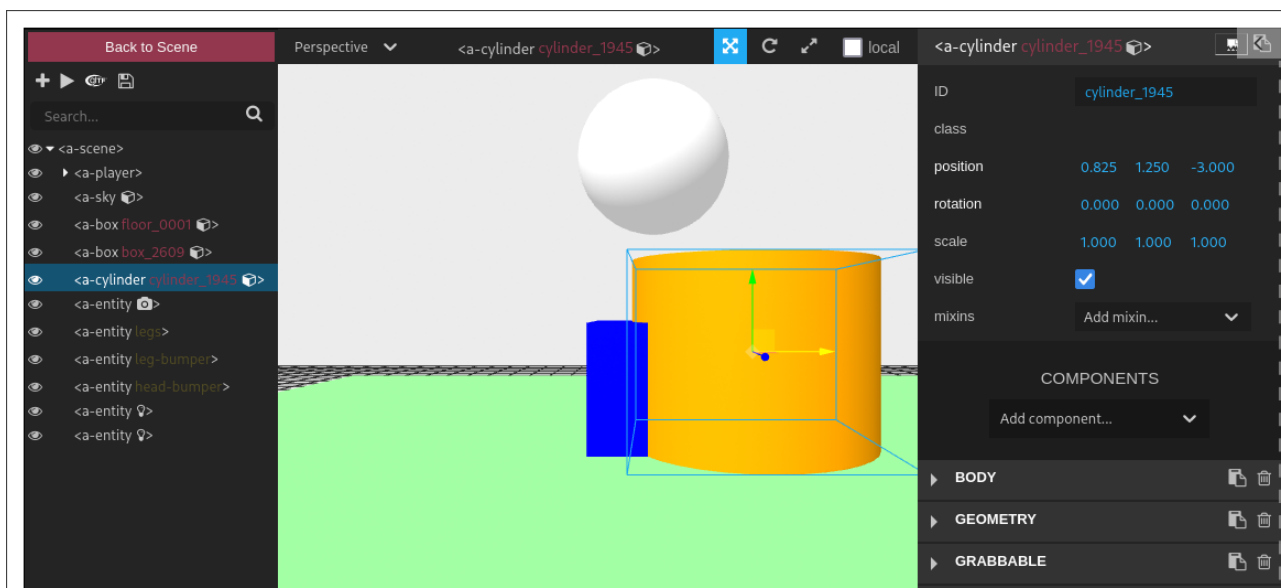 Back to Scene
Perspective
<a-cylinder cylinder_1945>
local
<a-cylinder cylinder_1945>
glTF
Search...
<a-scene>
<a-player>
<a-sky>
<a-box floor_0001>
<a-box box_2609>
<a-cylinder cylinder_1945>
<a-entity>
<a-entity legs>
<a-entity leg-bumper>
<a-entity head-bumper>
<a-entity>
<a-entity>
ID cylinder_1945
class
position 0.825 1.250 -3.000
rotation 0.000 0.000 0.000
scale 1.000 1.000 1.000
visible
mixins Add mixin...
COMPONENTS
Add component...
BODY
GEOMETRY
GRABBABLE